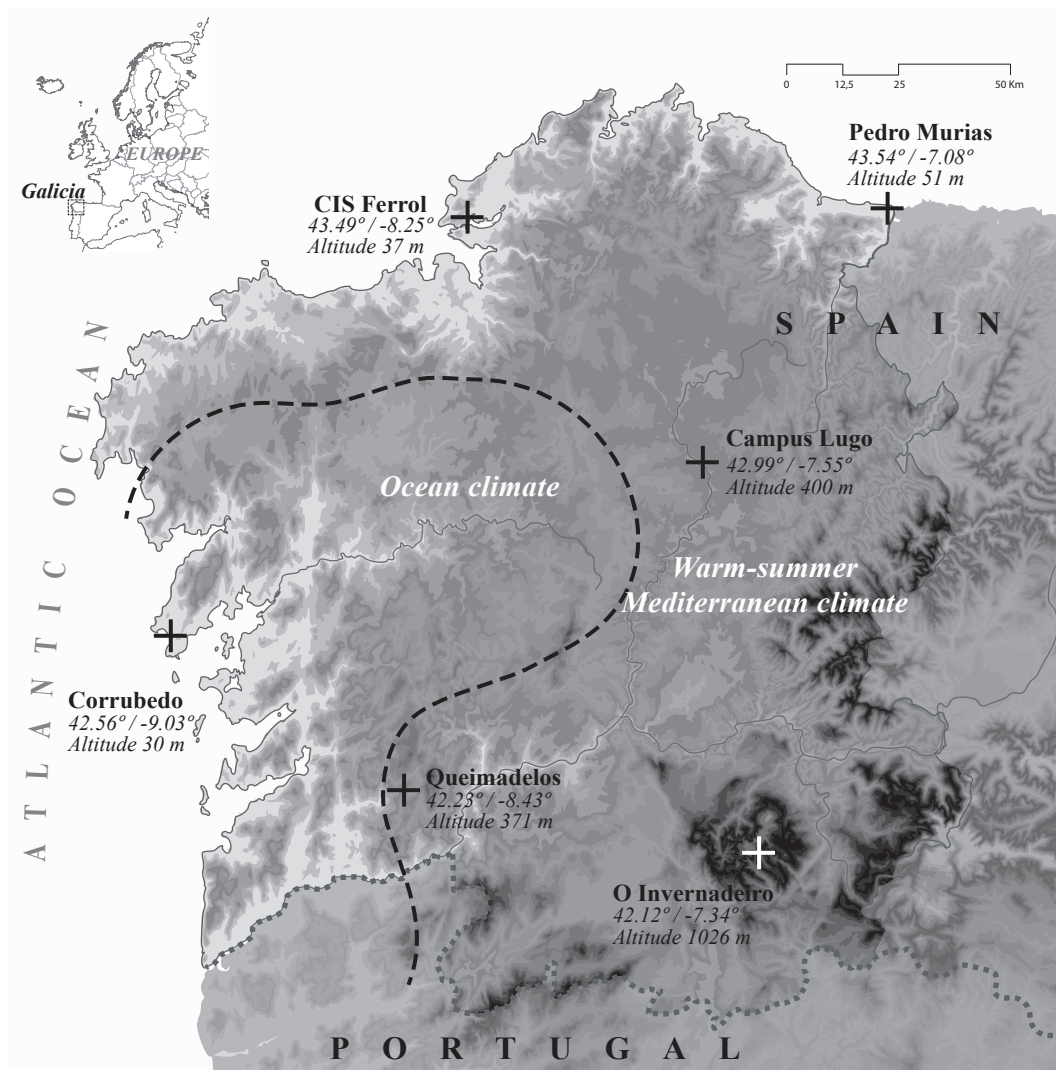 EUROPE
Galicia
0 12,5 25 50 Km
Pedro Murias
43.54º / -7.08º
Altitude 51 m
CIS Ferrol
43.49º / -8.25º
Altitude 37 m
SPAIN
ATLANTIC OCEAN
Campus Lugo
42.99º / -7.55º
Altitude 400 m
Ocean climate
Warm-summer
Mediterranean climate
Corrubedo
42.56º / -9.03º
Altitude 30 m
Queimadelos
42.23º / -8.43º
Altitude 371 m
O Invernadeiro
42.12º / -7.34º
Altitude 1026 m
PORTUGAL